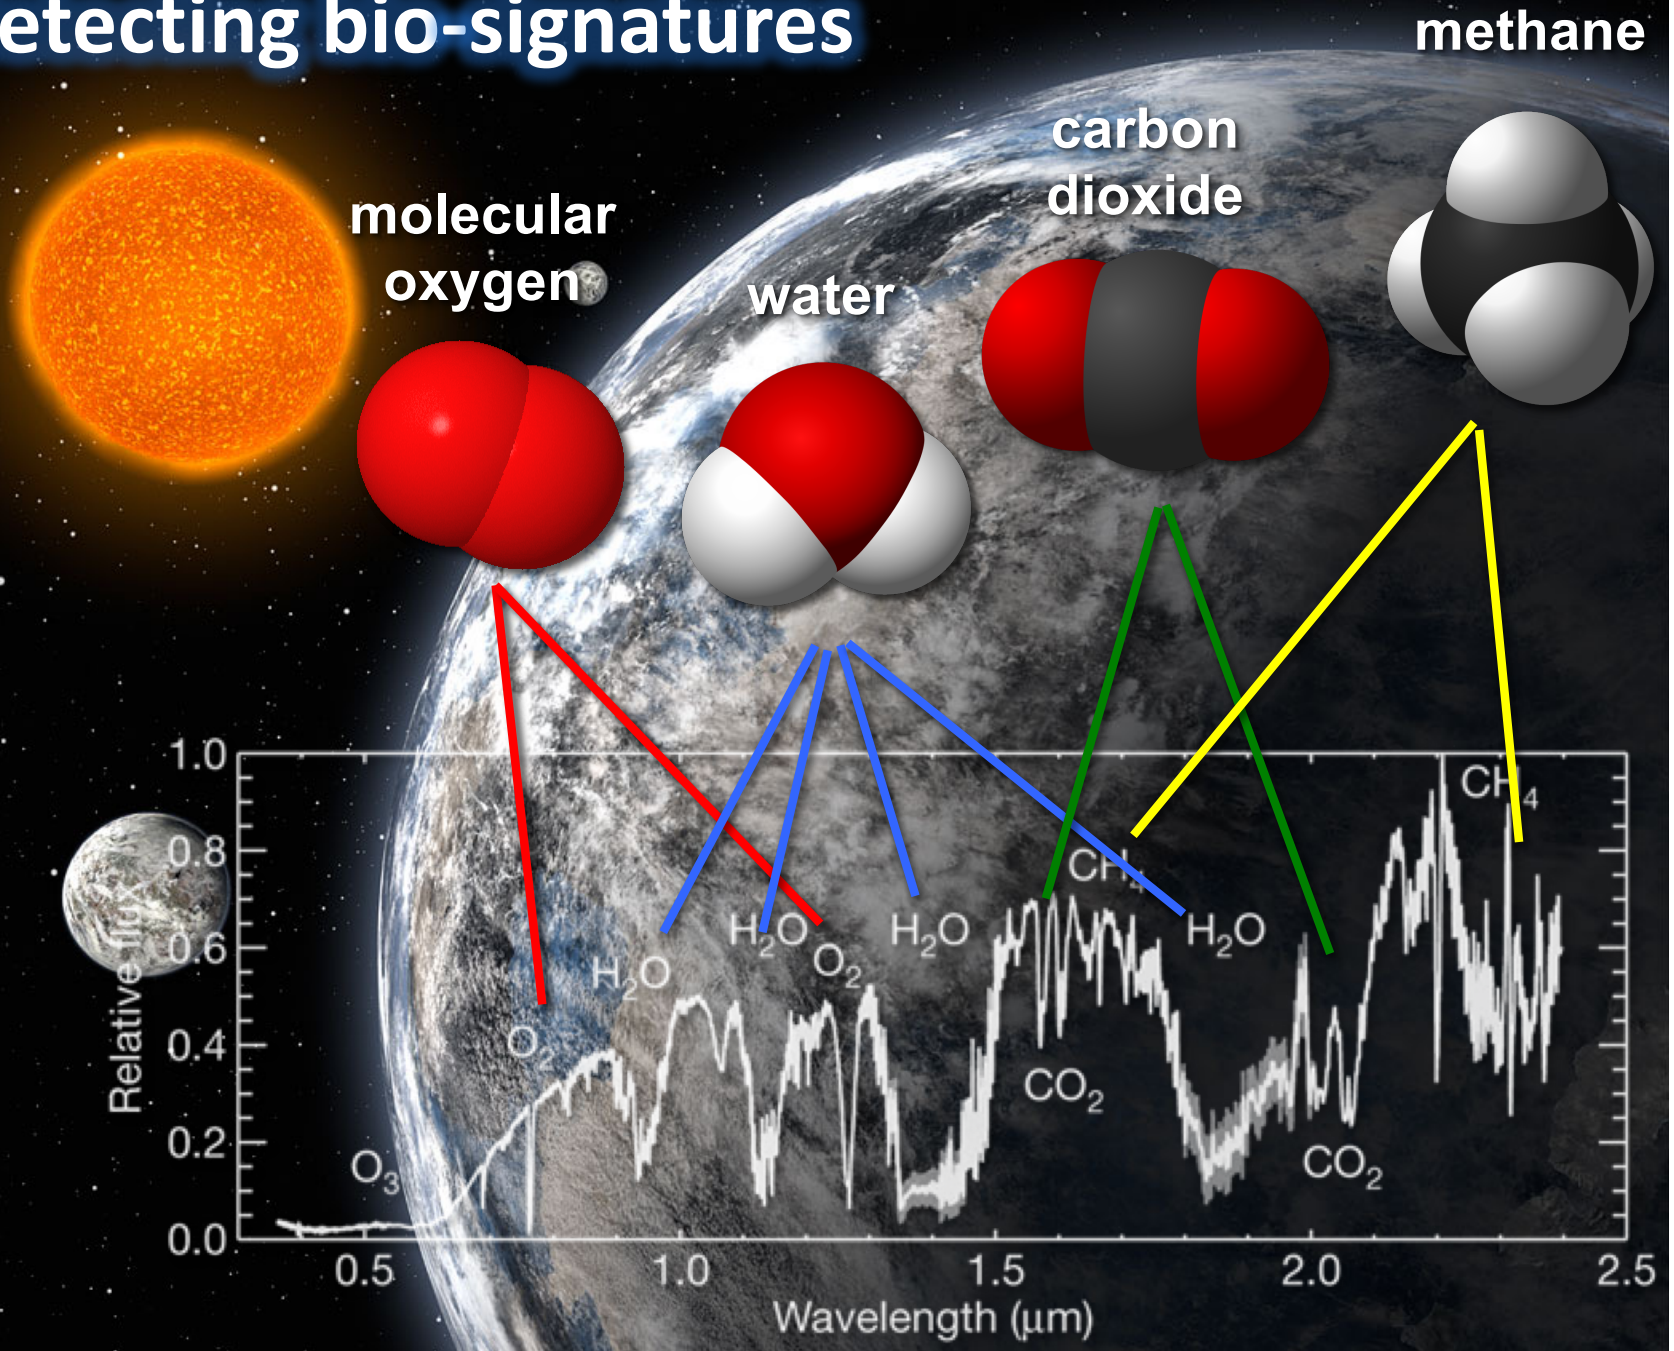 etecting bio-signatures
methane
carbon
dioxide
molecular
oxygen
water
1.0
0.8
0.6
0.4
0.2
0.0
Relative flux
CH₄
CH₄
H₂O
H₂O
H₂O
H₂O
O₂
O₂
CO₂
CO₂
O₃
0.5
1.0
1.5
2.0
2.5
Wavelength (μm)